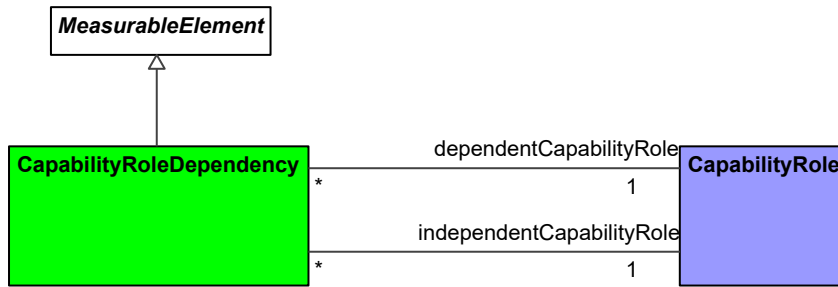 MeasurableElement
CapabilityRoleDependency
dependentCapabilityRole
CapabilityRole
*
1
independentCapabilityRole
*
1